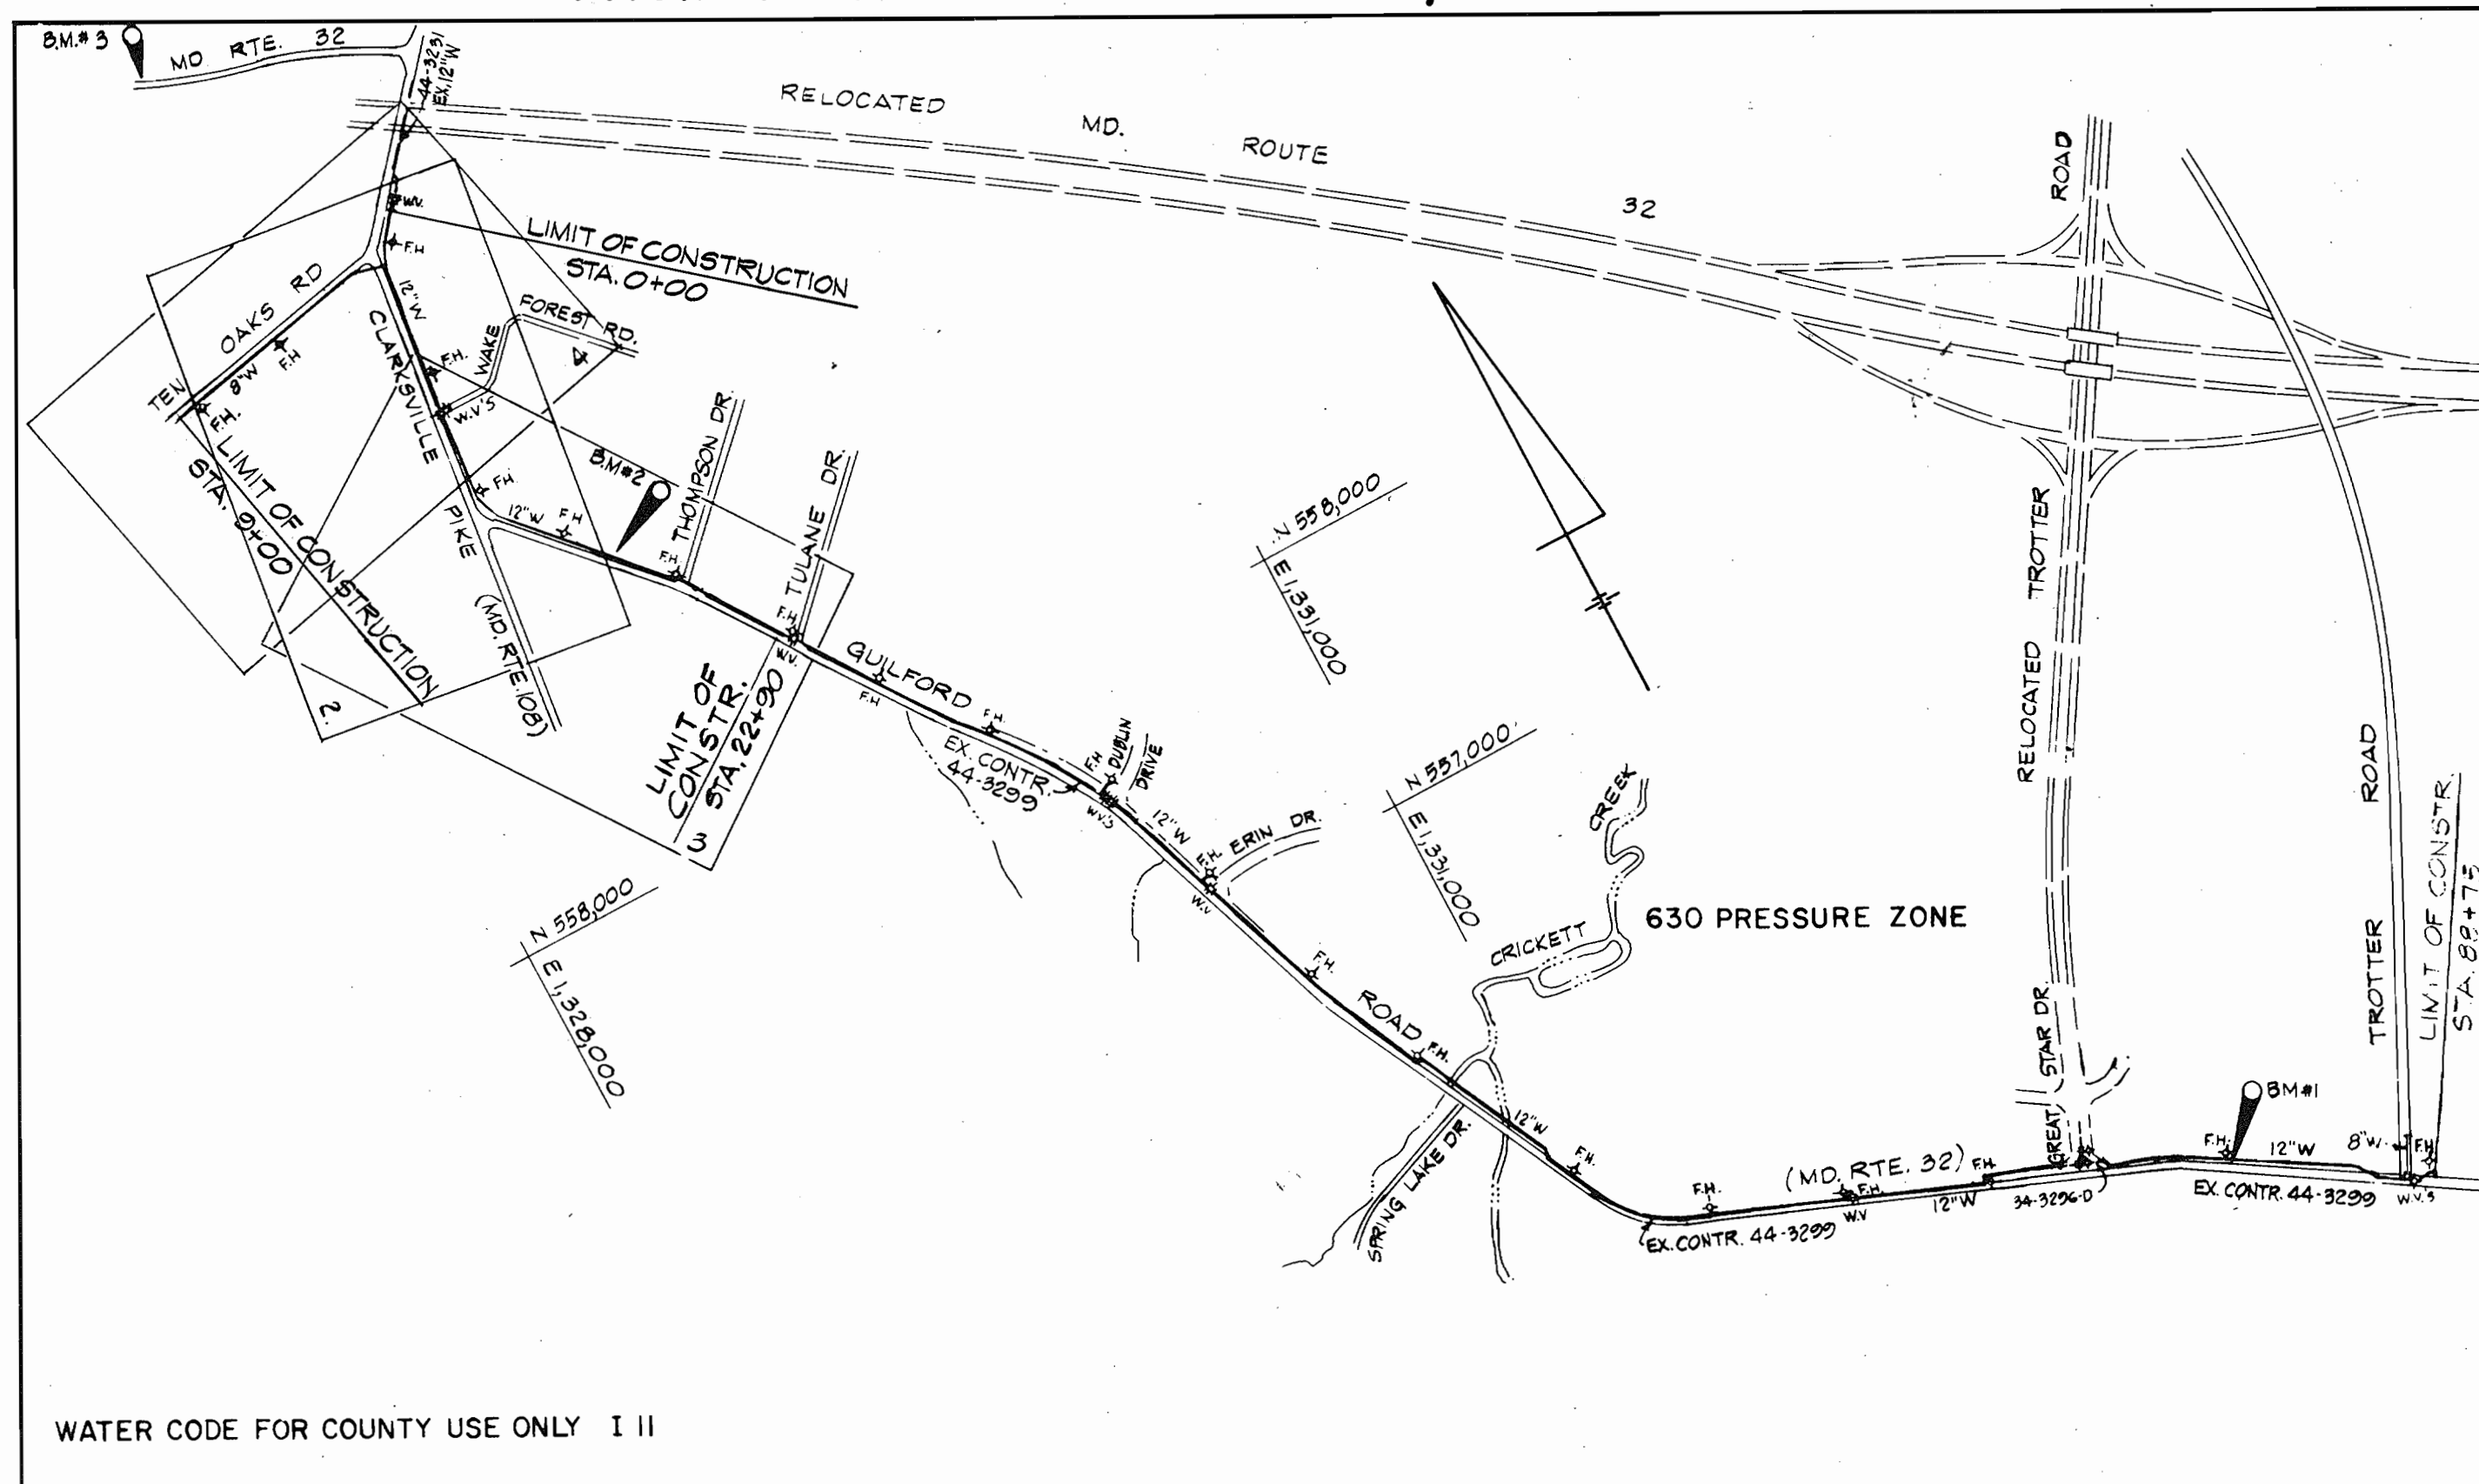 B.M.# 3
MD RTE. 32
44-3231
EX. 12"W
RELOCATED MD. ROUTE 32
W.V.
F.H
LIMIT OF CONSTRUCTION
STA. 0+00
12"W
TEN OAKS RD
8"W
F.H
F.H.
LIMIT OF CONSTRUCTION
STA. 9+00
CLARKSVILLE PIKE
(MD. RTE. 108)
F.H.
WAKE FOREST RD.
4
W.V'S
F.H.
12"W
F.H
B.M#2
F.H.
THOMPSON DR.
TULANE DR.
F.H.
W.V.
2.
LIMIT OF
CONSTR.
STA. 22+90
3
GUILFORD ROAD
F.H
F.H.
EX. CONTR.
44-3299
F.H
DUBLIN
DRIVE
W.V'S
12"W
F.H.
ERIN DR.
W.V
N 558,000
E 1,331,000
N 557,000
E 1,331,000
N 558,000
E 1,328,000
CRICKETT CREEK
630 PRESSURE ZONE
F.H.
F.H.
12"W
SPRING LAKE DR.
F.H.
F.H.
EX. CONTR. 44-3299
(MD. RTE. 32)
F.H.
W.V
F.H.
12"W
34-3296-D
GREAT STAR DR.
RELOCATED TROTTER ROAD
F.H.
BM#1
12"W
EX. CONTR. 44-3299
8"W.
F.H
W.V.'S
TROTTER ROAD
LIMIT OF CONSTR.
STA. 88+75
WATER CODE FOR COUNTY USE ONLY I II